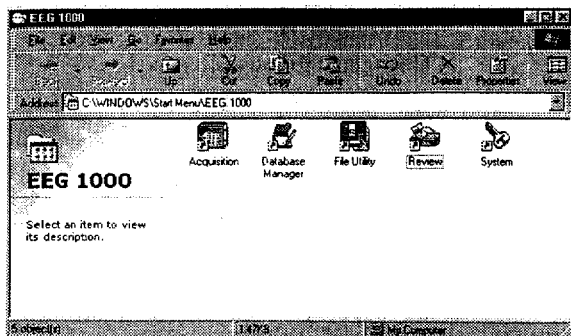 EEG 1000
File Edit View Go Favorites Help
Up Cut Copy Paste Undo Delete Properties Views
Address C:\WINDOWS\Start Menu\EEG 1000
Acquisition Database Manager File Utility Review System
EEG 1000
Select an item to view
its description.
5 object(s) 1.47KB My Computer